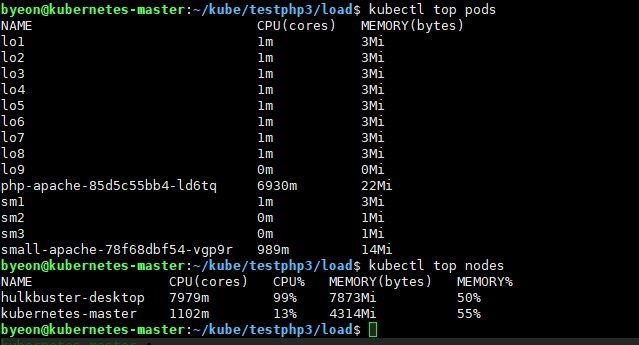 byeon@kubernetes-master:~/kube/testphp3/load$ kubectl top pods
NAME CPU(cores) MEMORY(bytes)
lo1 1m 3Mi
lo2 1m 3Mi
lo3 1m 3Mi
lo4 1m 3Mi
lo5 1m 3Mi
lo6 1m 3Mi
lo7 1m 3Mi
lo8 1m 3Mi
lo9 0m 0Mi
php-apache-85d5c55bb4-ld6tq 6930m 22Mi
sm1 1m 3Mi
sm2 0m 1Mi
sm3 0m 1Mi
small-apache-78f68dbf54-vgp9r 989m 14Mi
byeon@kubernetes-master:~/kube/testphp3/load$ kubectl top nodes
NAME CPU(cores) CPU% MEMORY(bytes) MEMORY%
hulkbuster-desktop 7979m 99% 7873Mi 50%
kubernetes-master 1102m 13% 4314Mi 55%
byeon@kubernetes-master:~/kube/testphp3/load$